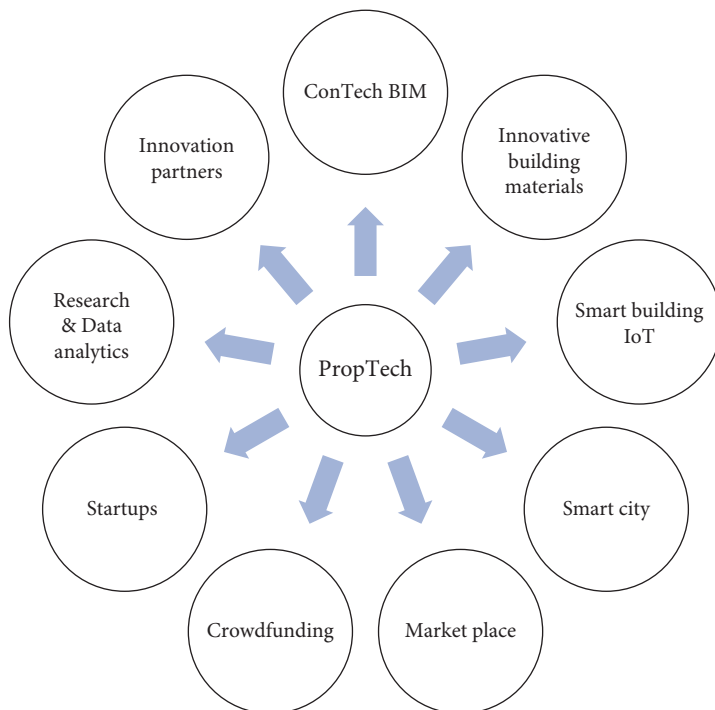 ConTech BIM
Innovative
building
materials
Smart building
IoT
Smart city
Market place
Crowdfunding
Startups
Research
& Data
analytics
Innovation
partners
PropTech